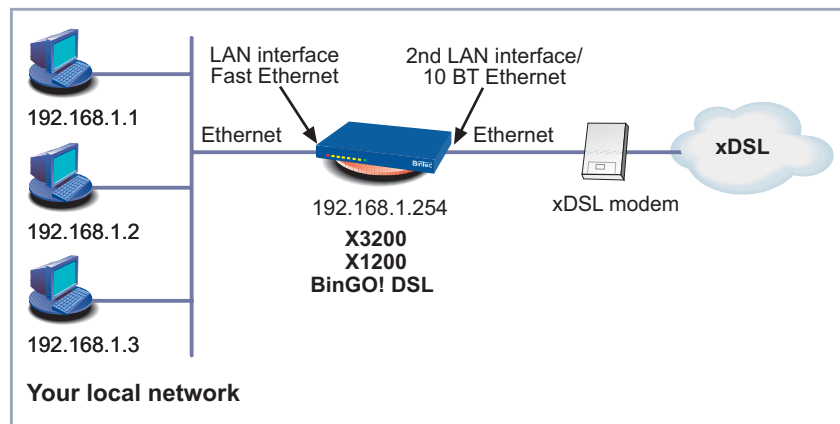 LAN interface
Fast Ethernet
2nd LAN interface/
10 BT Ethernet
192.168.1.1
Ethernet
BinTec
Ethernet
xDSL
192.168.1.254
xDSL modem
X3200
X1200
BinGO! DSL
192.168.1.2
192.168.1.3
Your local network